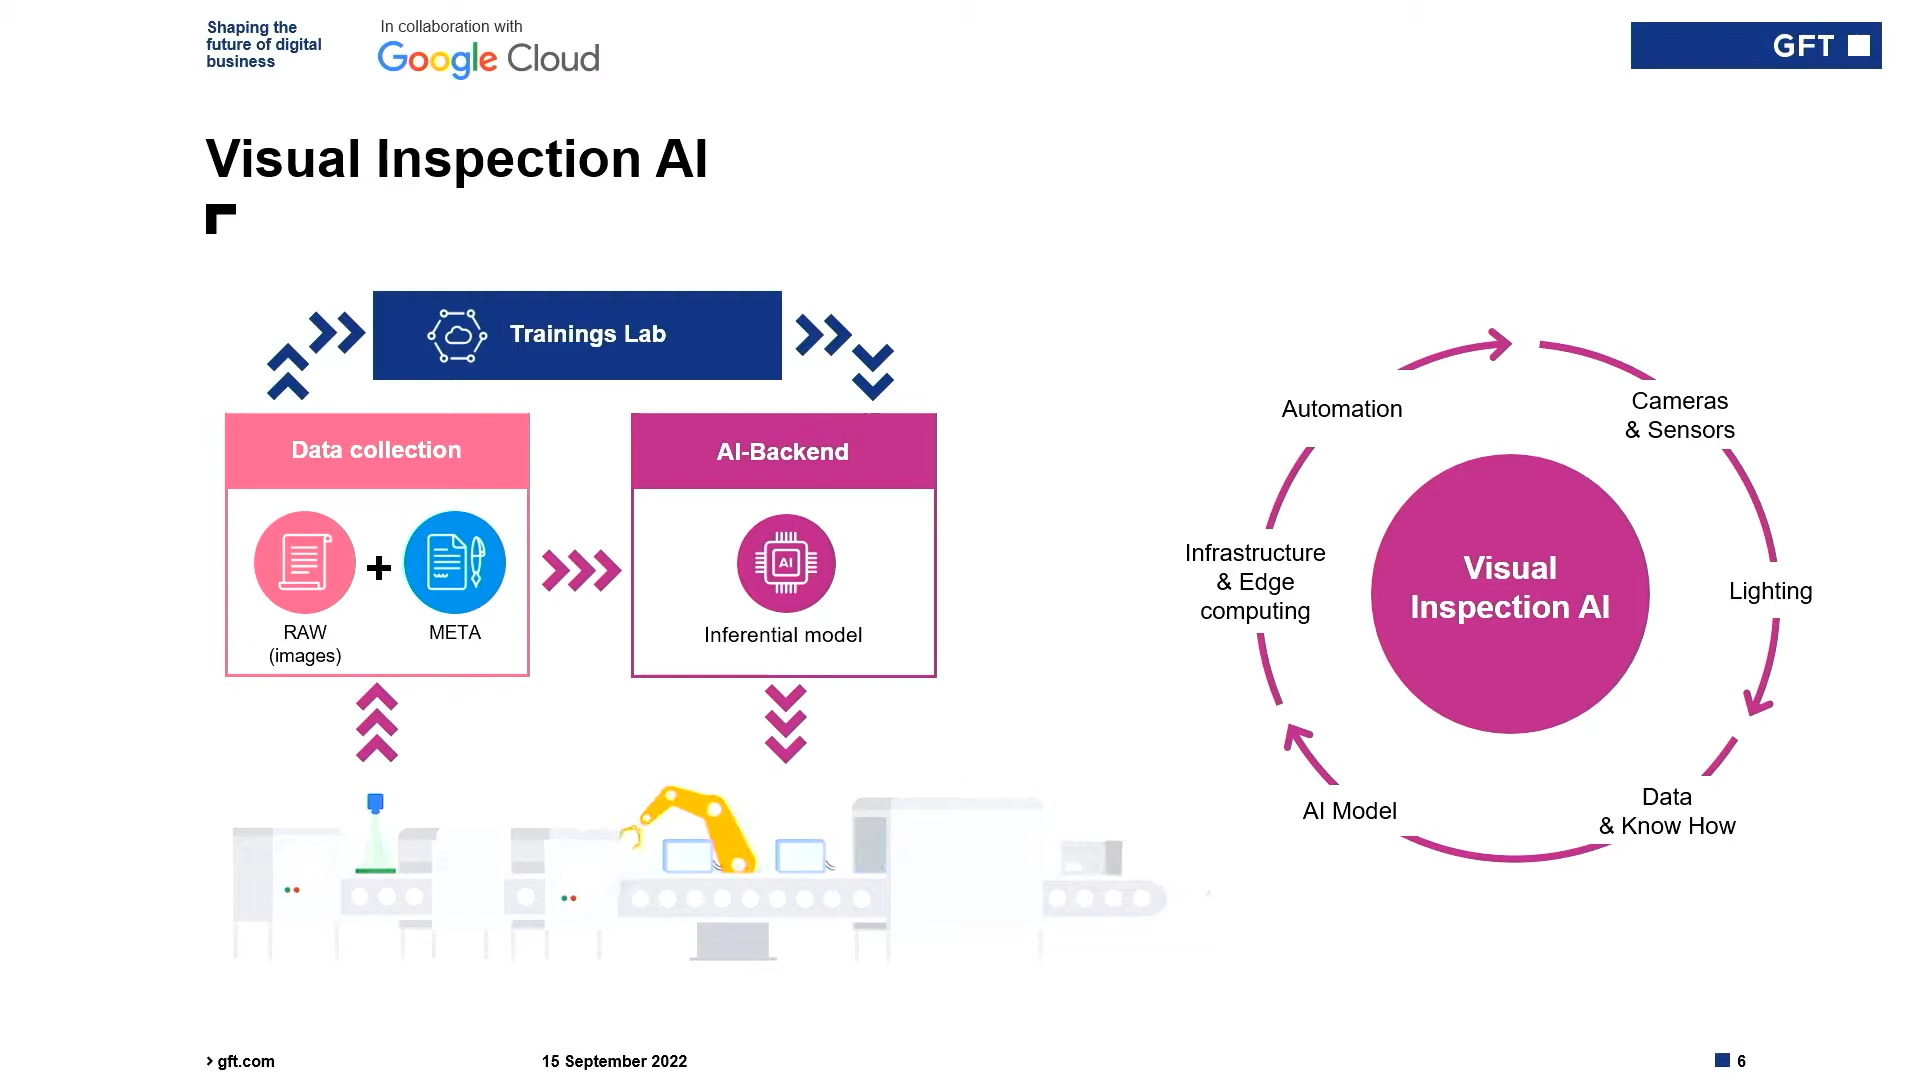 Shaping the
future of digital
business
In collaboration with
Google Cloud
GFT
Visual Inspection AI
Trainings Lab
Data collection
RAW
(images)
+
META
AI-Backend
AI
Inferential model
Automation
Cameras
& Sensors
Lighting
Data
& Know How
AI Model
Infrastructure
& Edge
computing
Visual
Inspection AI
> gft.com
15 September 2022
6